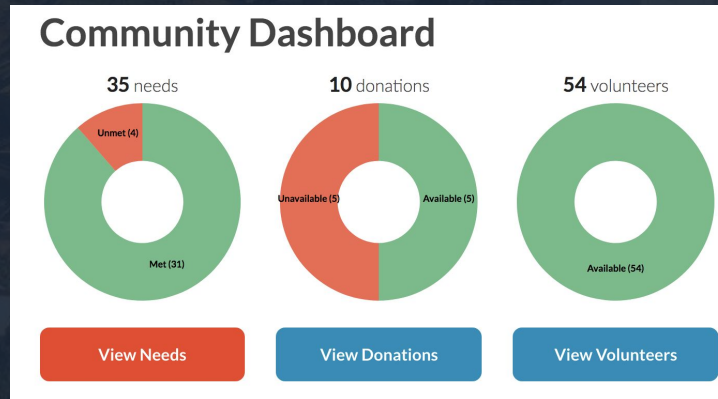 Community Dashboard
35 needs
10 donations
54 volunteers
Unmet (4)
Met (31)
Unavailable (5)
Available (5)
Available (54)
View Needs
View Donations
View Volunteers